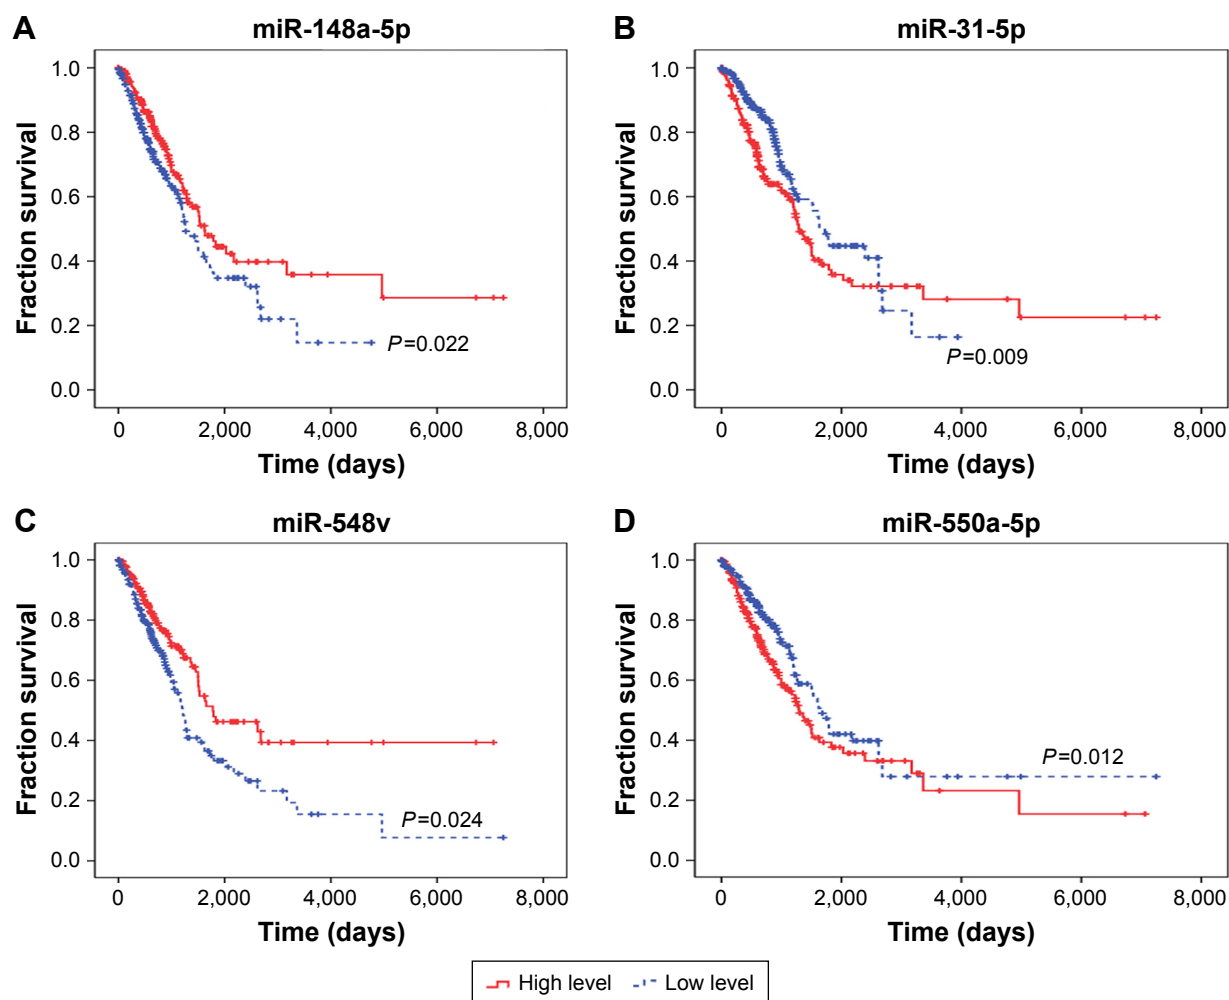 A
miR-148a-5p
Fraction survival
1.0
0.8
0.6
0.4
0.2
0.0
P=0.022
0 2,000 4,000 6,000 8,000
Time (days)
B
miR-31-5p
Fraction survival
1.0
0.8
0.6
0.4
0.2
0.0
P=0.009
0 2,000 4,000 6,000 8,000
Time (days)
C
miR-548v
Fraction survival
1.0
0.8
0.6
0.4
0.2
0.0
P=0.024
0 2,000 4,000 6,000 8,000
Time (days)
D
miR-550a-5p
Fraction survival
1.0
0.8
0.6
0.4
0.2
0.0
P=0.012
0 2,000 4,000 6,000 8,000
Time (days)
High level Low level